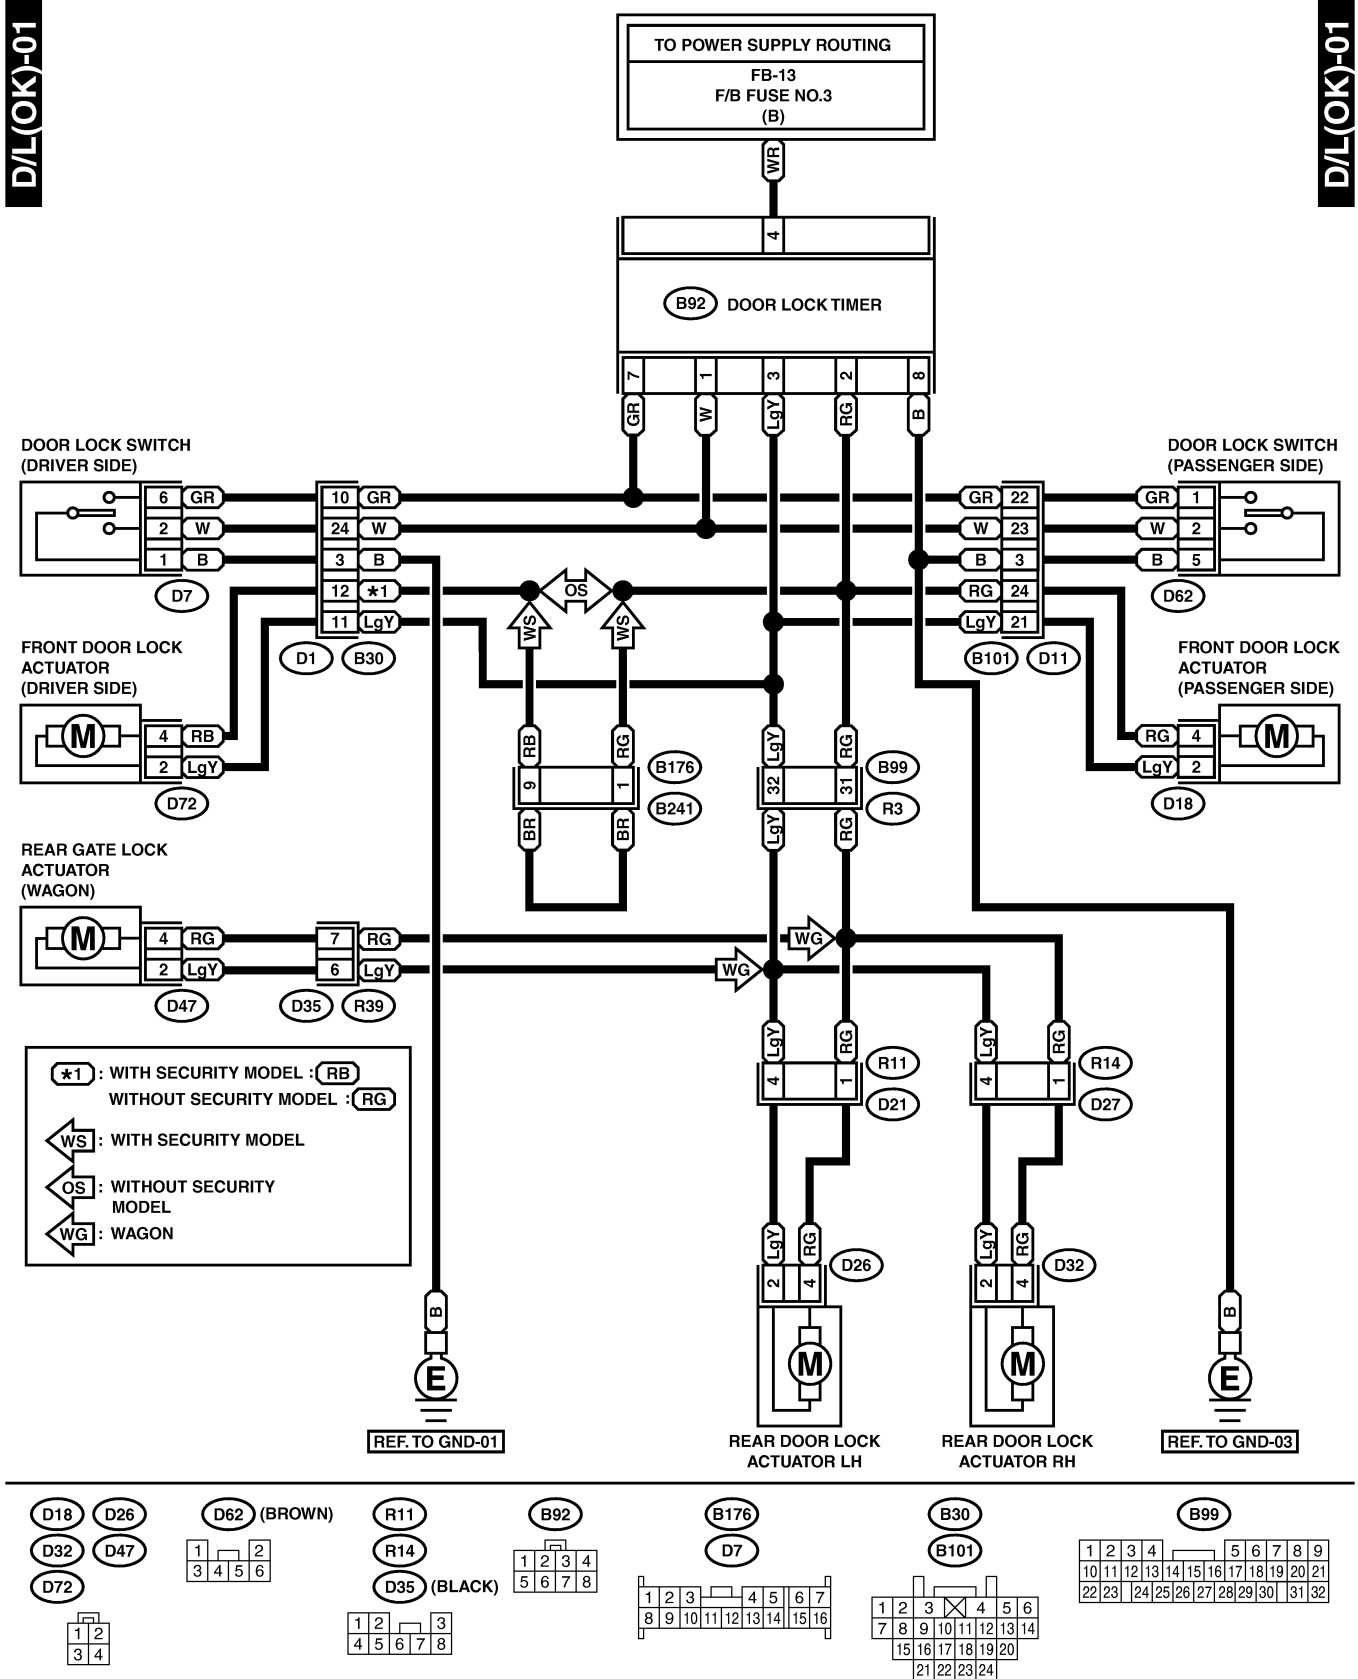 D/L(OK)-01
D/L(OK)-01
TO POWER SUPPLY ROUTING
FB-13
F/B FUSE NO.3
(B)
WR
4
B92 DOOR LOCK TIMER
7 1 3 2 8
GR W LgY RG B
DOOR LOCK SWITCH
(DRIVER SIDE)
DOOR LOCK SWITCH
(PASSENGER SIDE)
6 GR 10 GR GR 22 GR 1
2 W 24 W W 23 W 2
1 B 3 B B 3 B 5
12 *1 OS RG 24
11 LgY WS WS LgY 21
D7 D62
D1 B30 B101 D11
FRONT DOOR LOCK
ACTUATOR
(DRIVER SIDE)
FRONT DOOR LOCK
ACTUATOR
(PASSENGER SIDE)
M 4 RB RG 4 M
2 LgY LgY 2
D72 D18
RB RG LgY RG
9 1 B176 32 31 B99
B241 R3
BR BR LgY RG
REAR GATE LOCK
ACTUATOR
(WAGON)
M 4 RG 7 RG WG
2 LgY 6 LgY WG
D47 D35 R39
LgY RG LgY RG
4 1 R11 4 1 R14
D21 D27
*1 : WITH SECURITY MODEL : RB
WITHOUT SECURITY MODEL : RG
WS : WITH SECURITY MODEL
OS : WITHOUT SECURITY
MODEL
WG : WAGON
LgY RG LgY RG
2 4 D26 2 4 D32
B B
E M M E
REF. TO GND-01
REAR DOOR LOCK
ACTUATOR LH
REAR DOOR LOCK
ACTUATOR RH
REF. TO GND-03
D18 D26
D32 D47
D72
1 2
3 4
D62 (BROWN)
1 2
3 4 5 6
R11
R14
D35 (BLACK)
1 2 3
4 5 6 7 8
B92
1 2 3 4
5 6 7 8
B176
D7
1 2 3 4 5 6 7
8 9 10 11 12 13 14 15 16
B30
B101
1 2 3 4 5 6
7 8 9 10 11 12 13 14
15 16 17 18 19 20
21 22 23 24
B99
1 2 3 4 5 6 7 8 9
10 11 12 13 14 15 16 17 18 19 20 21
22 23 24 25 26 27 28 29 30 31 32